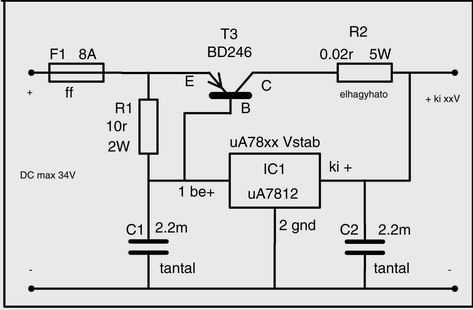 T3
BD246
R2
F1 8A
0.02r 5W
E
C
B
+
ff
elhagyhato
+ ki xxV
R1
10r
2W
uA78xx Vstab
IC1
uA7812
ki +
DC max 34V
1 be+
2 gnd
C1 2.2m
tantal
C2 2.2m
tantal
-
-